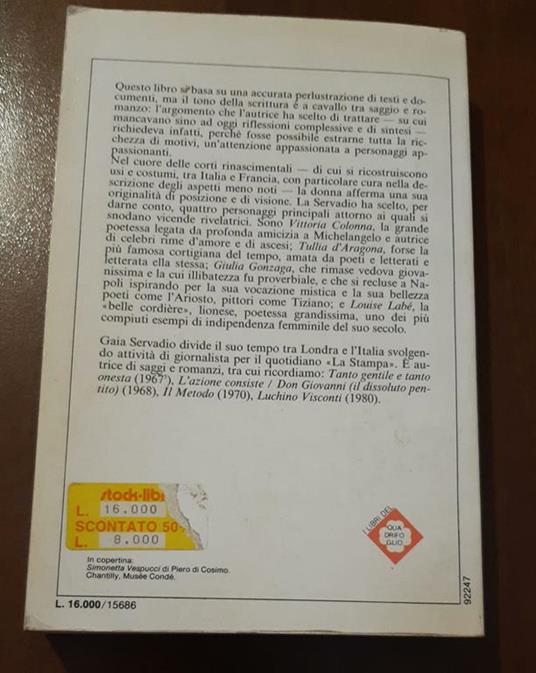 Questo libro si basa su una accurata perlustrazione di testi e do-
cumenti, ma il tono della scrittura è a cavallo tra saggio e ro-
manzo: l'argomento che l'autrice ha scelto di trattare — su cui
mancavano sino ad oggi riflessioni complessive e di sintesi —
richiedeva infatti, perché fosse possibile estrarne tutta la ric-
chezza di motivi, un'attenzione appassionata a personaggi ap-
passionanti.
Nel cuore delle corti rinascimentali — di cui si ricostruiscono
usi e costumi, tra Italia e Francia, con particolare cura nella de-
scrizione degli aspetti meno noti — la donna afferma una sua
originalità di posizione e di visione. La Servadio ha scelto, per
darne conto, quattro personaggi principali attorno ai quali si
snodano vicende rivelatrici. Sono Vittoria Colonna, la grande
poetessa legata da profonda amicizia a Michelangelo e autrice
di celebri rime d'amore e di ascesi; Tullia d'Aragona, forse la
più famosa cortigiana del tempo, amata da poeti e letterati e
letterata ella stessa; Giulia Gonzaga, che rimase vedova giova-
nissima e la cui illibatezza fu proverbiale, e che si recluse a Na-
poli ispirando per la sua vocazione mistica e la sua bellezza
poeti come l'Ariosto, pittori come Tiziano; e Louise Labé, la
«belle cordière», lionese, poetessa grandissima, uno dei più
compiuti esempi di indipendenza femminile del suo secolo.
Gaia Servadio divide il suo tempo tra Londra e l'Italia svolgen-
do attività di giornalista per il quotidiano «La Stampa». È au-
trice di saggi e romanzi, tra cui ricordiamo: Tanto gentile e tanto
onesta (1967), L'azione consiste / Don Giovanni (il dissoluto pen-
tito) (1968), Il Metodo (1970), Luchino Visconti (1980).
stock-libri
L. 16.000
SCONTATO 50
L. 8.000
I LIBRI DEL
QUA
DRIFO
GLIO
In copertina:
Simonetta Vespucci di Piero di Cosimo.
Chantilly, Musée Condé.
92247
L. 16.000/15686